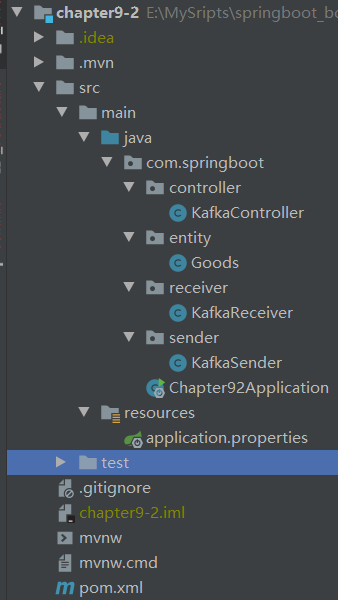 chapter9-2 E:\MySripts\springboot_bo
.idea
.mvn
src
main
java
com.springboot
controller
KafkaController
entity
Goods
receiver
KafkaReceiver
sender
KafkaSender
Chapter92Application
resources
application.properties
test
.gitignore
chapter9-2.iml
mvnw
mvnw.cmd
pom.xml